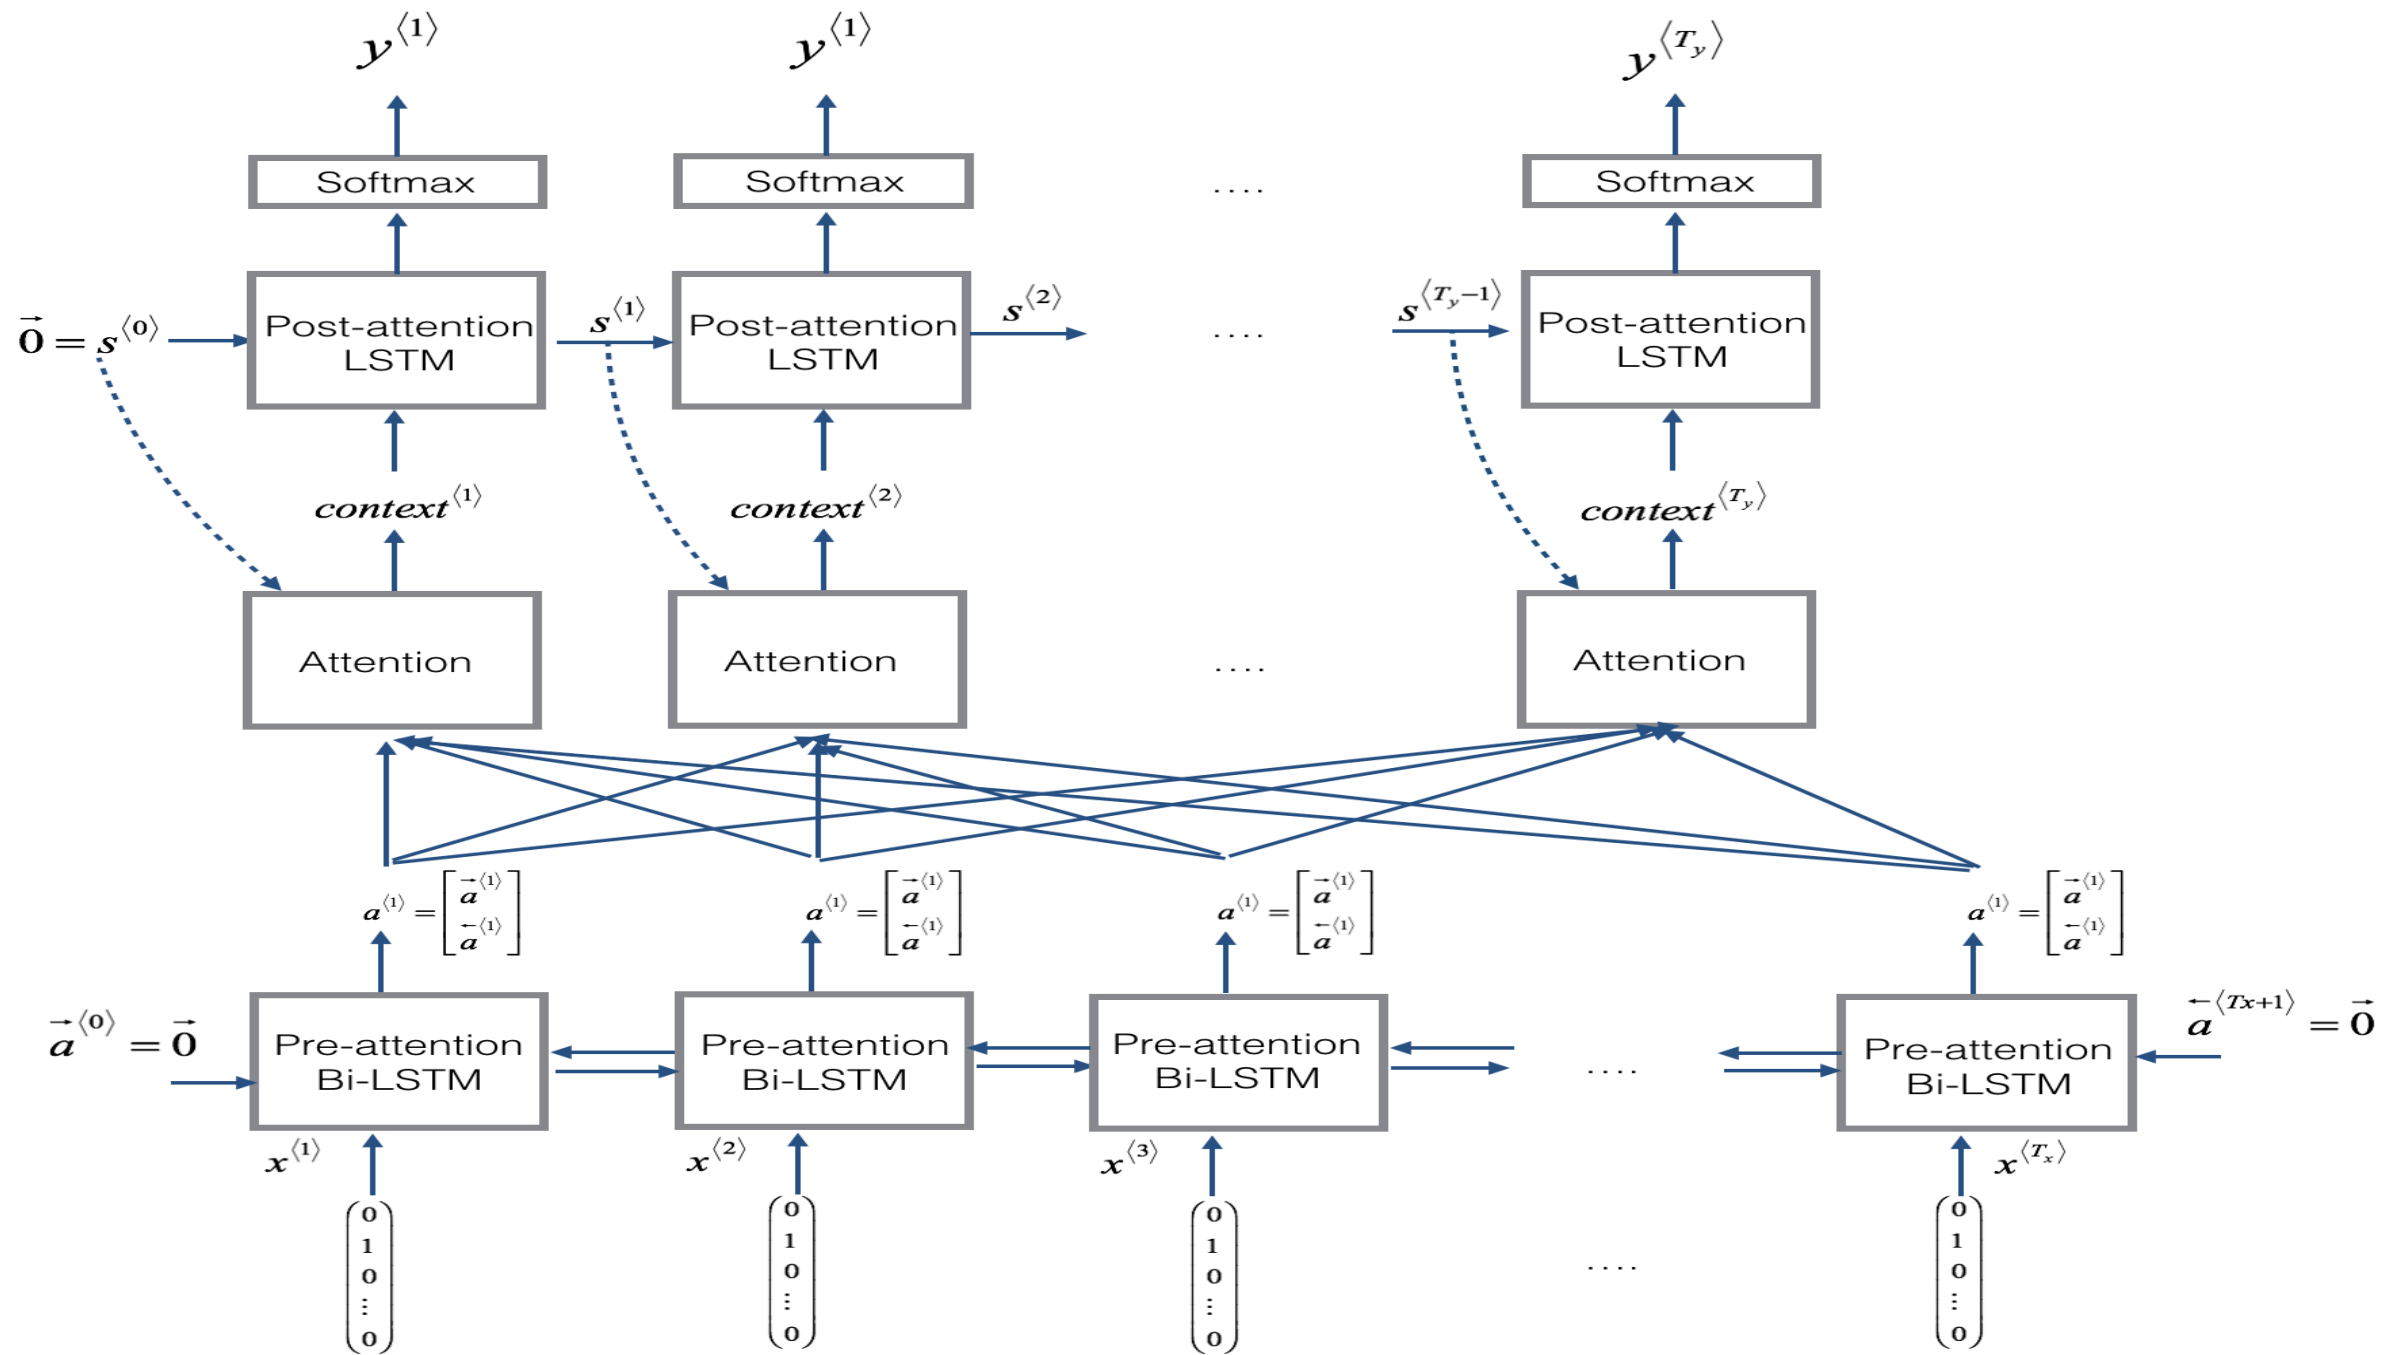 y⟨1⟩ y⟨1⟩ y⟨T_y⟩
Softmax Softmax .... Softmax
0⃗ = s⟨0⟩ Post-attention LSTM s⟨1⟩ Post-attention LSTM s⟨2⟩ .... s⟨T_y−1⟩ Post-attention LSTM
context⟨1⟩ context⟨2⟩ context⟨T_y⟩
Attention Attention .... Attention
a⟨1⟩ = [a⃗⟨1⟩ a⃖⟨1⟩] a⟨1⟩ = [a⃗⟨1⟩ a⃖⟨1⟩] a⟨1⟩ = [a⃗⟨1⟩ a⃖⟨1⟩] a⟨1⟩ = [a⃗⟨1⟩ a⃖⟨1⟩]
a⃗⟨0⟩ = 0⃗ Pre-attention Bi-LSTM Pre-attention Bi-LSTM Pre-attention Bi-LSTM .... Pre-attention Bi-LSTM a⃖⟨Tx+1⟩ = 0⃗
x⟨1⟩ x⟨2⟩ x⟨3⟩ x⟨T_x⟩
0 0 0 0
1 1 1 1
0 0 0 .... 0
... ... ... ...
0 0 0 0